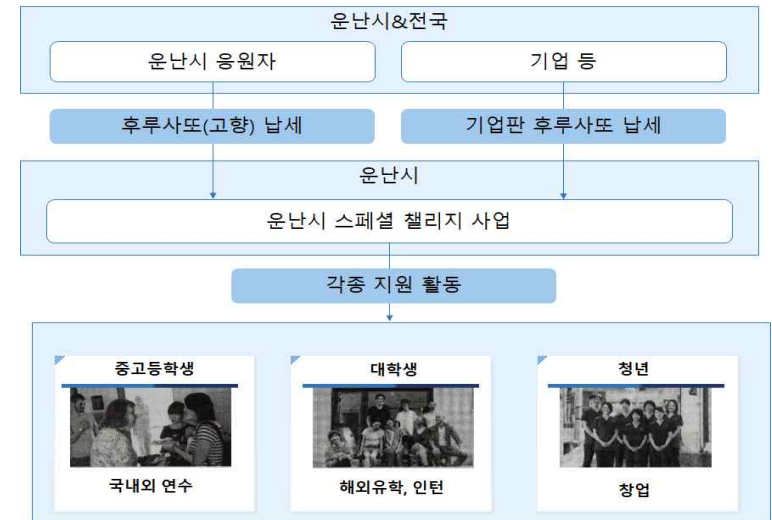 운난시&전국
운난시 응원자
기업 등
후루사또(고향) 납세
기업판 후루사또 납세
운난시
운난시 스페셜 챌리지 사업
각종 지원 활동
중고등학생
대학생
청년
국내외 연수
해외유학, 인턴
창업